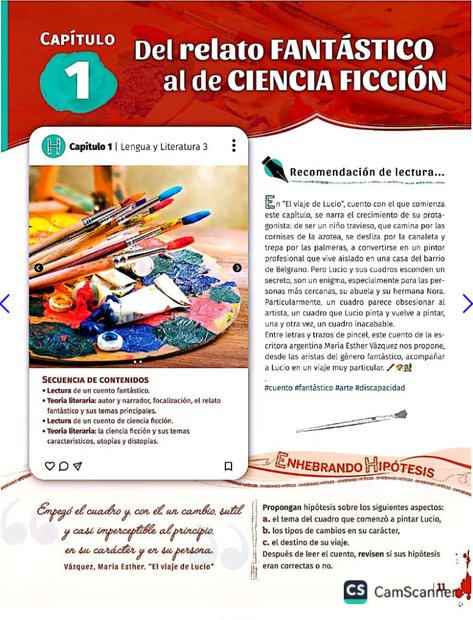 CAPÍTULO
1
Del relato FANTÁSTICO
al de CIENCIA FICCIÓN
Capítulo 1 | Lengua y Literatura 3
SECUENCIA DE CONTENIDOS
• Lectura de un cuento fantástico.
• Teoría literaria: autor y narrador, focalización, el relato
fantástico y sus temas principales.
• Lectura de un cuento de ciencia ficción.
• Teoría literaria: la ciencia ficción y sus temas
característicos, utopías y distopías.
Recomendación de lectura...
En "El viaje de Lucio", cuento con el que comienza
este capítulo, se narra el crecimiento de su prota-
gonista: de ser un niño travieso, que camina por las
cornisas de la azotea, se desliza por la canaleta y
trepa por las palmeras, a convertirse en un pintor
profesional que vive aislado en una casa del barrio
de Belgrano. Pero Lucio y sus cuadros esconden un
secreto, son un enigma, especialmente para las per-
sonas más cercanas, su abuela y su hermana Nora.
Particularmente, un cuadro parece obsesionar al
artista, un cuadro que Lucio pinta y vuelve a pintar,
una y otra vez, un cuadro inacabable.
Entre letras y trazos de pincel, este cuento de la es-
critora argentina María Esther Vázquez nos propone,
desde las aristas del género fantástico, acompañar
a Lucio en un viaje muy particular.
#cuento #fantástico #arte #discapacidad
ENHEBRANDO HIPÓTESIS
Empezó el cuadro y con él, un cambio, sutil
y casi imperceptible al principio,
en su carácter y en su persona.
Vázquez, María Esther. "El viaje de Lucio"
Propongan hipótesis sobre los siguientes aspectos:
a. el tema del cuadro que comenzó a pintar Lucio,
b. los tipos de cambios en su carácter,
c. el destino de su viaje.
Después de leer el cuento, revisen si sus hipótesis
eran correctas o no.
11
CS CamScanner